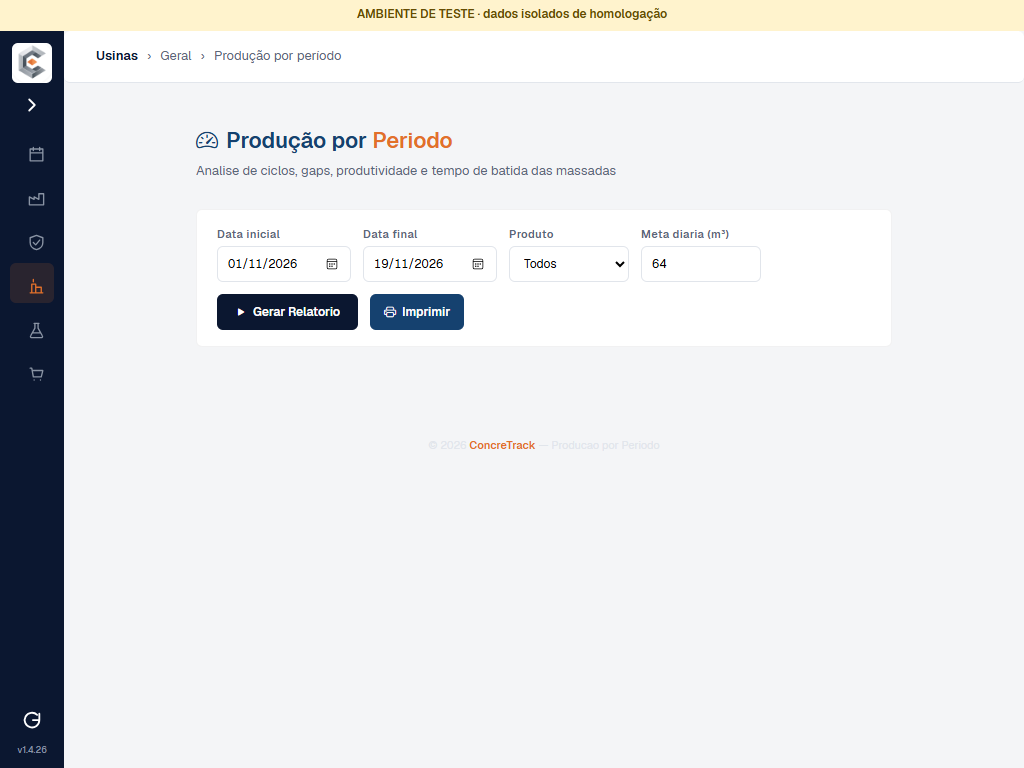 AMBIENTE DE TESTE · dados isolados de homologação
Usinas › Geral › Produção por período
Produção por Periodo
Analise de ciclos, gaps, produtividade e tempo de batida das massadas
Data inicial Data final Produto Meta diaria (m³)
01/11/2026 19/11/2026 Todos 64
Gerar Relatorio Imprimir
© 2026 ConcreTrack — Producao por Periodo
v1.4.26